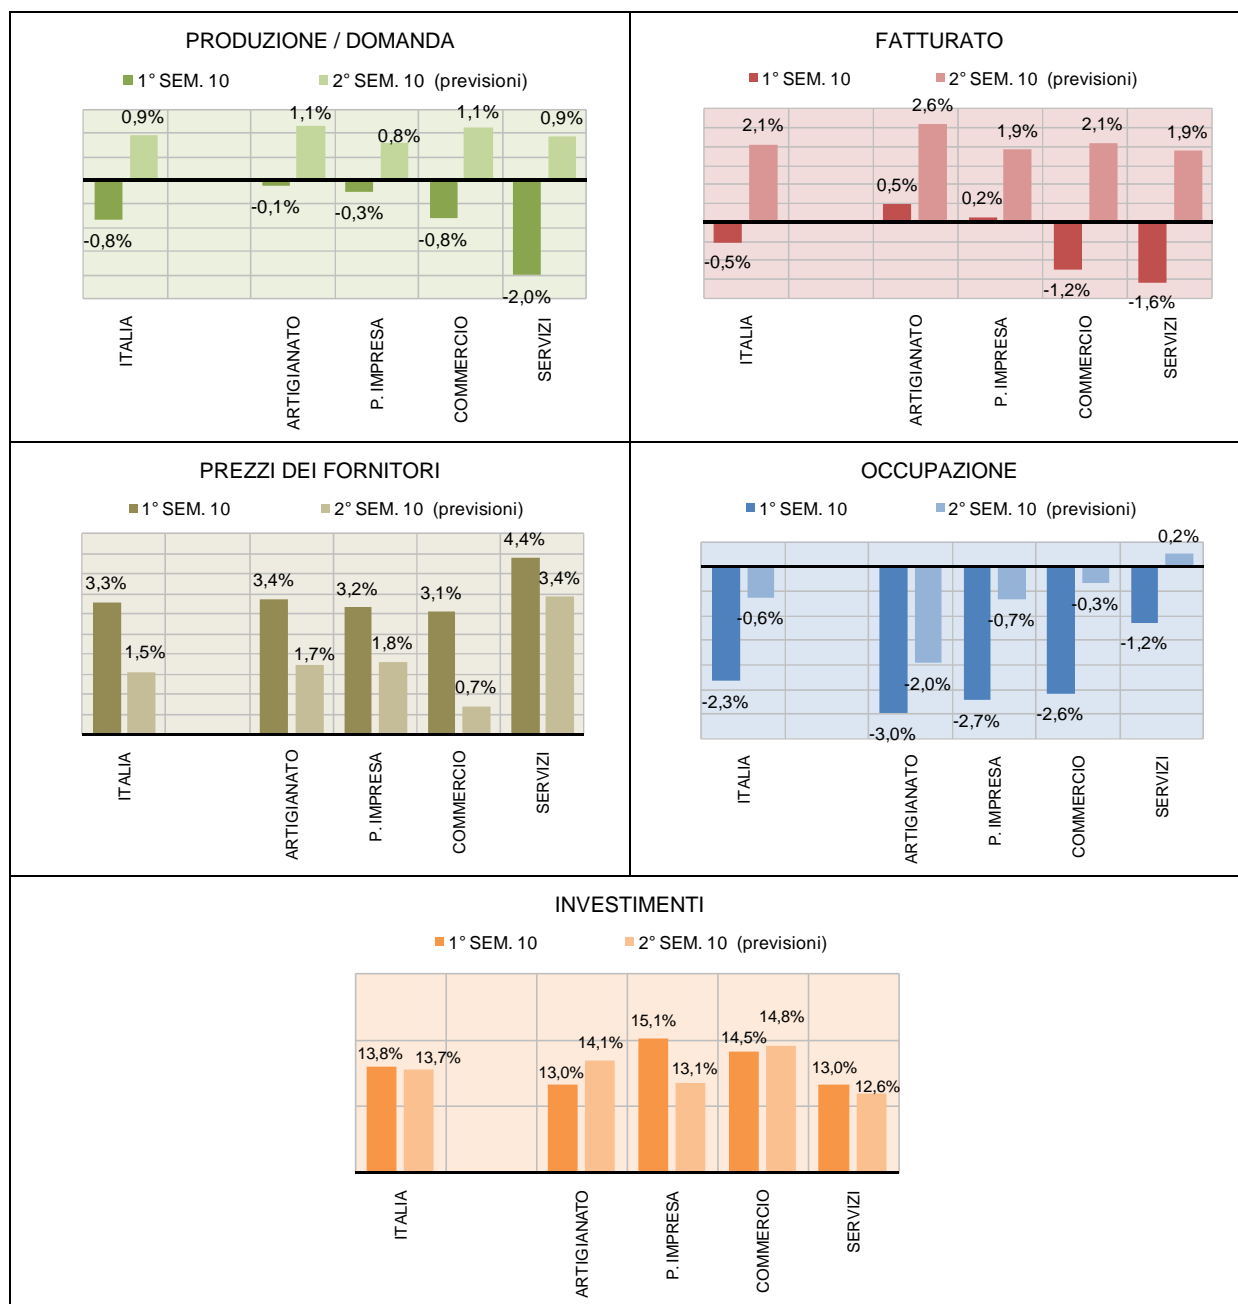 PRODUZIONE / DOMANDA
1° SEM. 10 2° SEM. 10 (previsioni)
0,9% 1,1% 0,8% 1,1% 0,9%
-0,8% -0,1% -0,3% -0,8% -2,0%
ITALIA ARTIGIANATO P. IMPRESA COMMERCIO SERVIZI
FATTURATO
1° SEM. 10 2° SEM. 10 (previsioni)
2,1% 2,6% 1,9% 2,1% 1,9%
-0,5% 0,5% 0,2% -1,2% -1,6%
ITALIA ARTIGIANATO P. IMPRESA COMMERCIO SERVIZI
PREZZI DEI FORNITORI
1° SEM. 10 2° SEM. 10 (previsioni)
3,3% 3,4% 3,2% 3,1% 4,4%
1,5% 1,7% 1,8% 0,7% 3,4%
ITALIA ARTIGIANATO P. IMPRESA COMMERCIO SERVIZI
OCCUPAZIONE
1° SEM. 10 2° SEM. 10 (previsioni)
-0,6% -2,0% -0,7% -0,3% 0,2%
-2,3% -3,0% -2,7% -2,6% -1,2%
ITALIA ARTIGIANATO P. IMPRESA COMMERCIO SERVIZI
INVESTIMENTI
1° SEM. 10 2° SEM. 10 (previsioni)
13,8% 13,7% 13,0% 14,1% 15,1% 13,1% 14,5% 14,8% 13,0% 12,6%
ITALIA ARTIGIANATO P. IMPRESA COMMERCIO SERVIZI